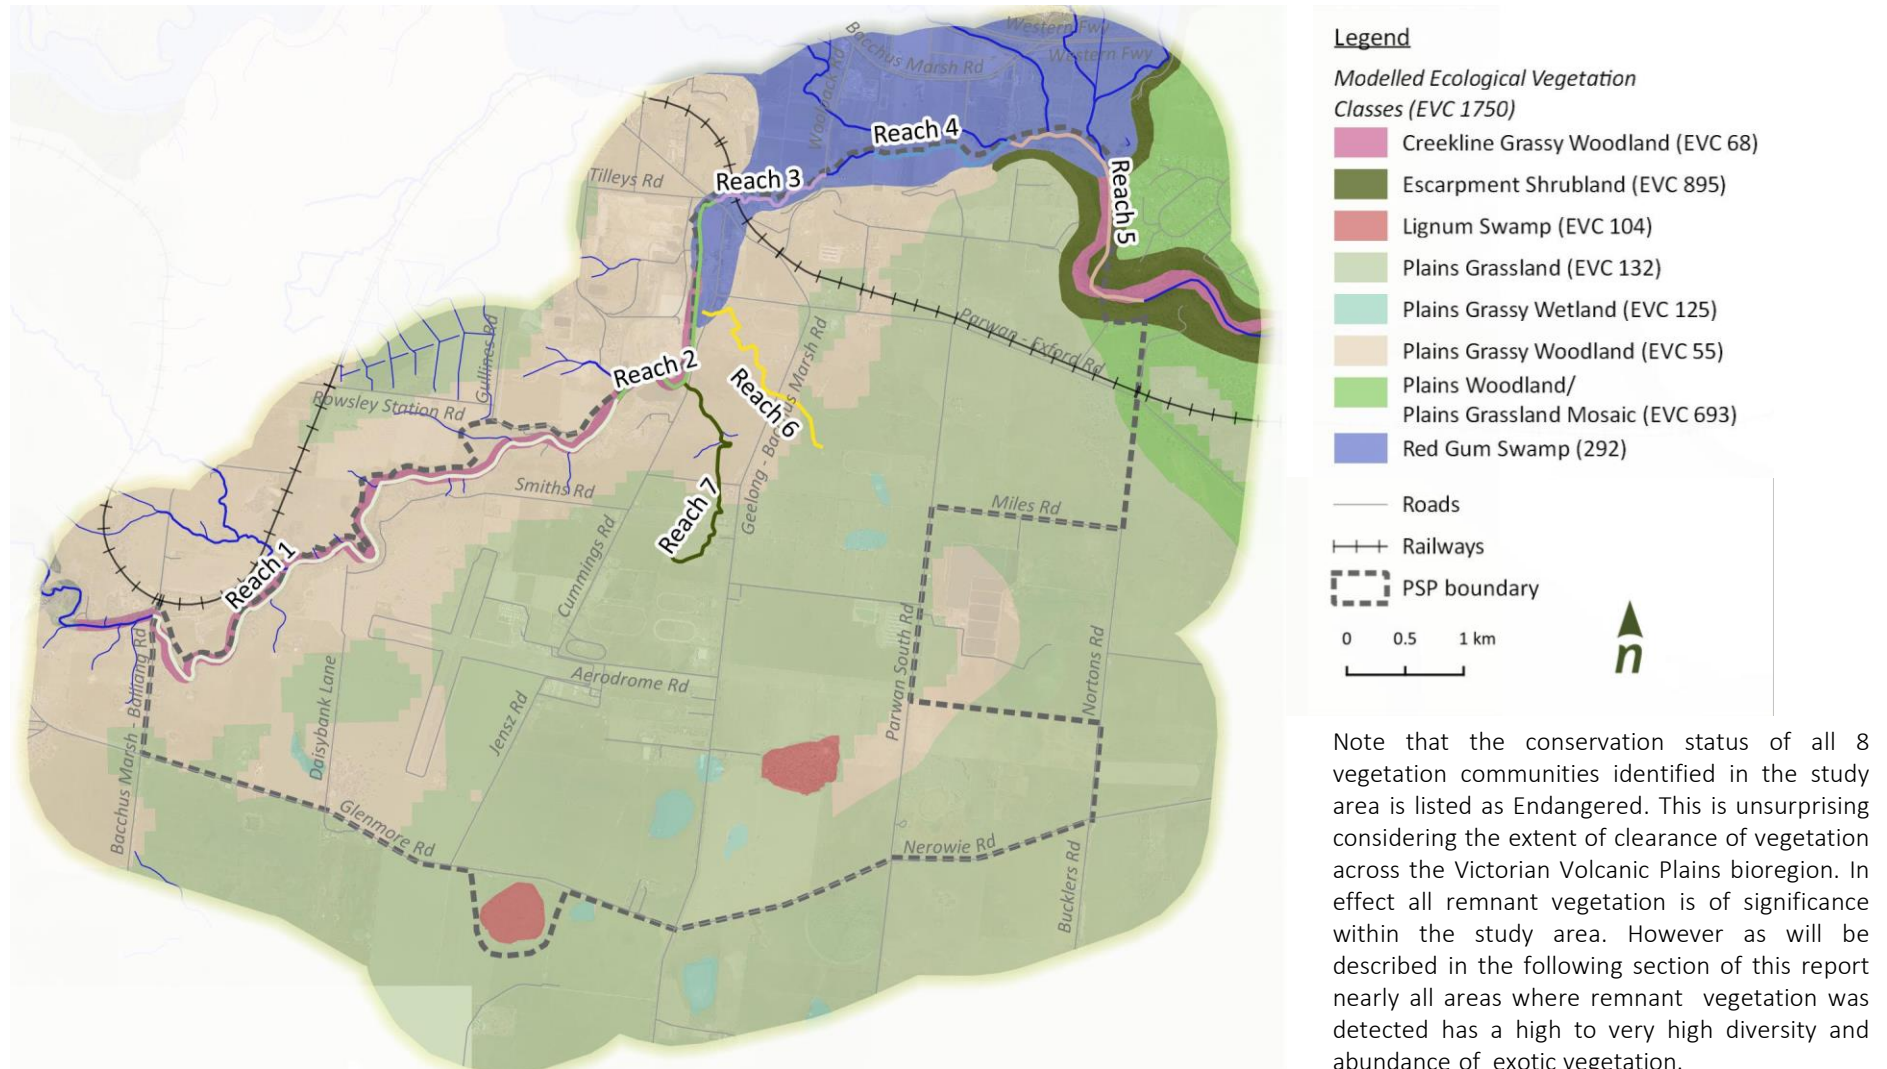 Western Fwy
Bacchus Marsh Rd
Western Fwy
Woolpack Rd
Reach 4
Reach 3
Tilleys Rd
Reach 5
Parwan - Exford Rd
Gullines Rd
Reach 2
Geelong - Bacchus Marsh Rd
Reach 6
Rowsley Station Rd
Smiths Rd
Reach 7
Miles Rd
Reach 1
Cummings Rd
Aerodrome Rd
Parwan South Rd
Nortons Rd
Bacchus Marsh - Balliang Rd
Daisybank Lane
Jensz Rd
Glenmore Rd
Nerowie Rd
Bucklers Rd
Legend
Modelled Ecological Vegetation
Classes (EVC 1750)
Creekline Grassy Woodland (EVC 68)
Escarpment Shrubland (EVC 895)
Lignum Swamp (EVC 104)
Plains Grassland (EVC 132)
Plains Grassy Wetland (EVC 125)
Plains Grassy Woodland (EVC 55)
Plains Woodland/
Plains Grassland Mosaic (EVC 693)
Red Gum Swamp (292)
Roads
Railways
PSP boundary
0 0.5 1 km
n
Note that the conservation status of all 8
vegetation communities identified in the study
area is listed as Endangered. This is unsurprising
considering the extent of clearance of vegetation
across the Victorian Volcanic Plains bioregion. In
effect all remnant vegetation is of significance
within the study area. However as will be
described in the following section of this report
nearly all areas where remnant vegetation was
detected has a high to very high diversity and
abundance of exotic vegetation.